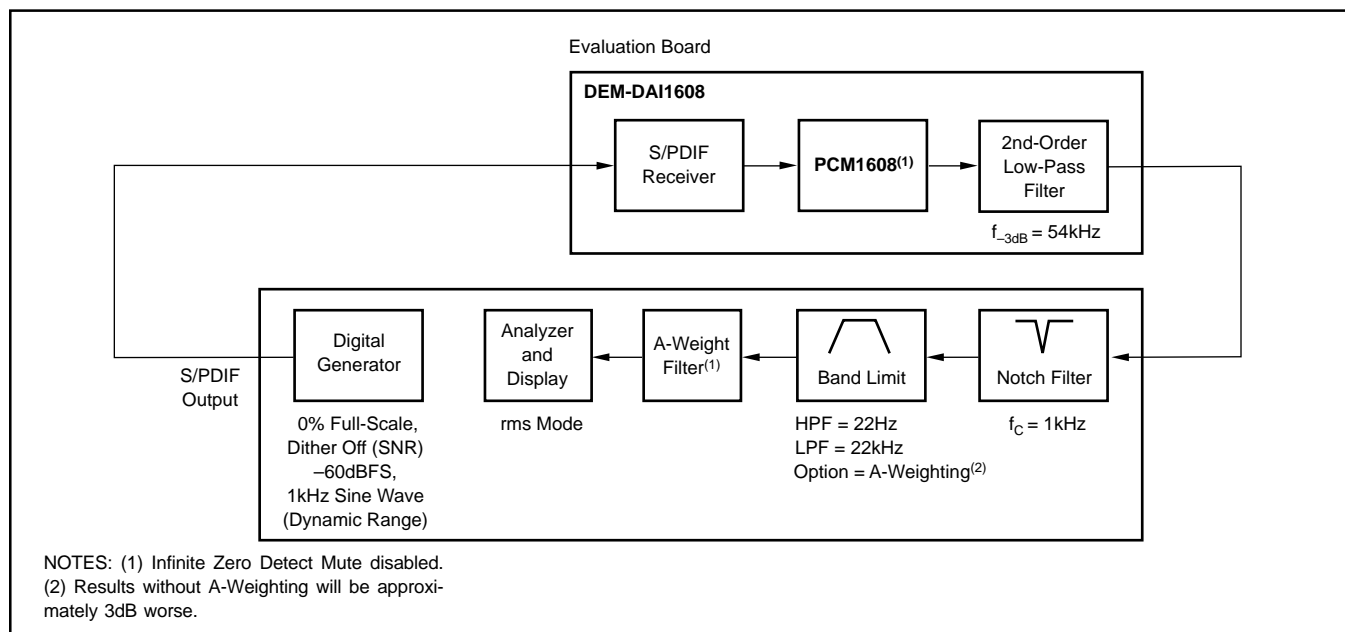 Evaluation Board
DEM-DAI1608
S/PDIF
Receiver
PCM1608(1)
2nd-Order
Low-Pass
Filter
f–3dB = 54kHz
S/PDIF
Output
Digital
Generator
0% Full-Scale,
Dither Off (SNR)
–60dBFS,
1kHz Sine Wave
(Dynamic Range)
Analyzer
and
Display
rms Mode
A-Weight
Filter(1)
Band Limit
HPF = 22Hz
LPF = 22kHz
Option = A-Weighting(2)
Notch Filter
fC = 1kHz
NOTES: (1) Infinite Zero Detect Mute disabled.
(2) Results without A-Weighting will be approxi-
mately 3dB worse.